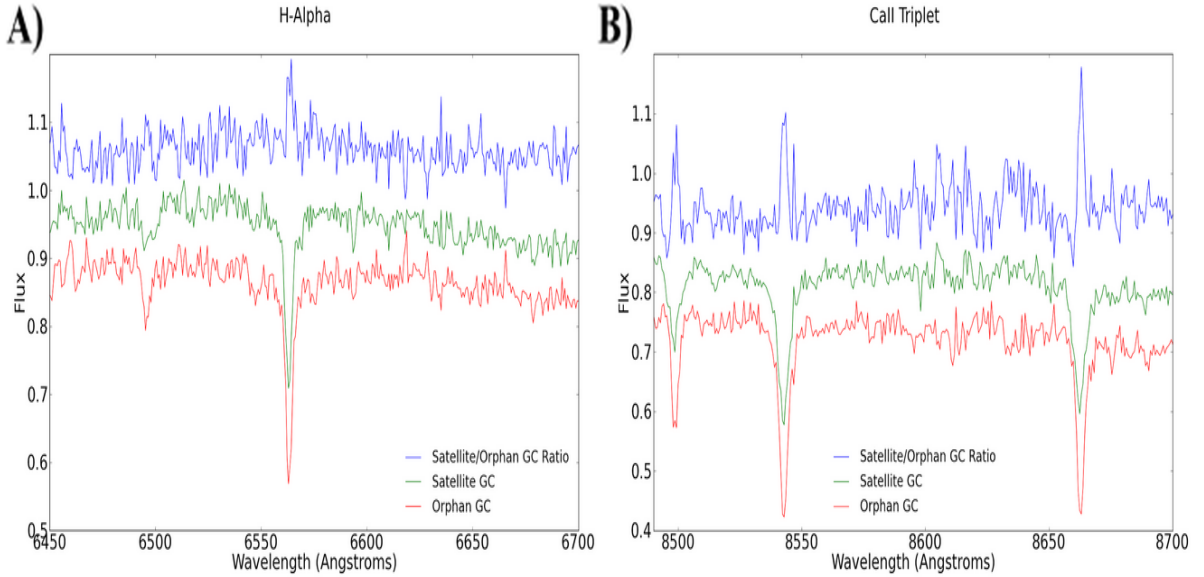 A)
H-Alpha
1.1
1.0
0.9
0.8
0.7
0.6
0.5
Flux
Satellite/Orphan GC Ratio
Satellite GC
Orphan GC
6450 6500 6550 6600 6650 6700
Wavelength (Angstroms)
B)
CaII Triplet
1.1
1.0
0.9
0.8
0.7
0.6
0.5
0.4
Flux
Satellite/Orphan GC Ratio
Satellite GC
Orphan GC
8500 8550 8600 8650 8700
Wavelength (Angstroms)